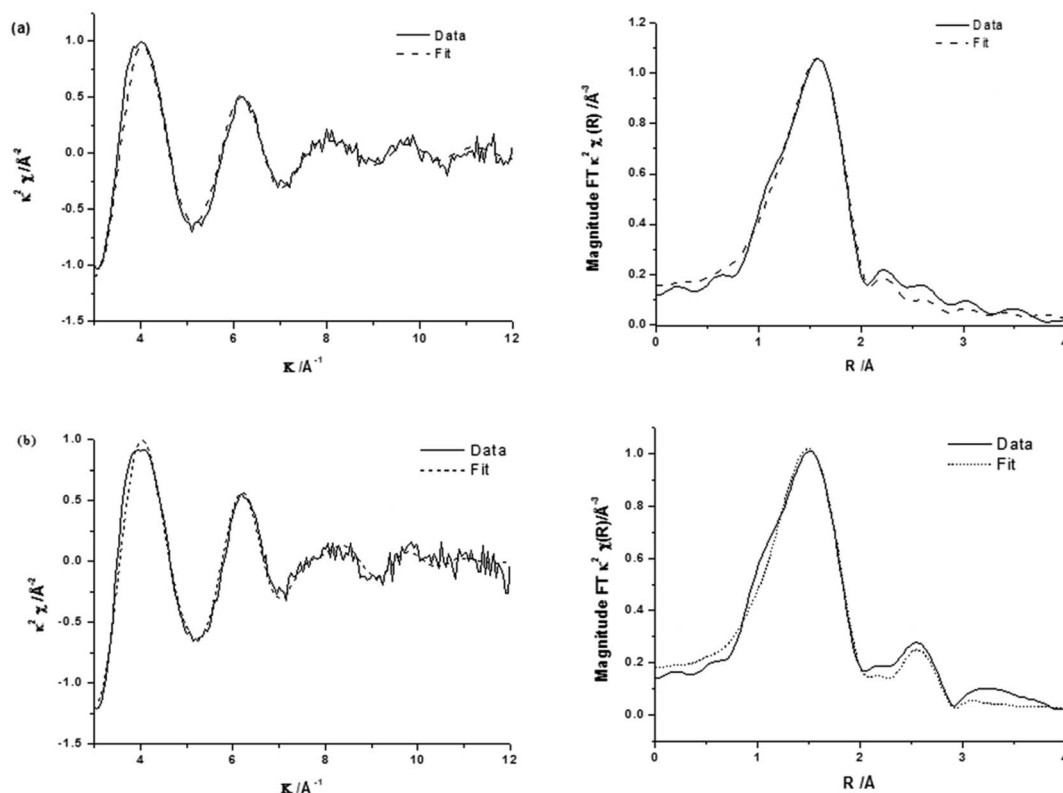 (a)
Data
Fit
1.0
0.5
0.0
-0.5
-1.0
-1.5
4
6
8
10
12
κ² χ /Å⁻²
K /Å⁻¹
Data
Fit
1.2
1.0
0.8
0.6
0.4
0.2
0.0
0
1
2
3
4
Magnitude FT κ² χ (R) /Å⁻³
R /Å
(b)
Data
Fit
1.0
0.5
0.0
-0.5
-1.0
-1.5
4
6
8
10
12
κ² χ /Å⁻²
K /Å⁻¹
Data
Fit
1.0
0.8
0.6
0.4
0.2
0.0
0
1
2
3
4
Magnitude FT κ² χ(R)/Å⁻³
R /Å